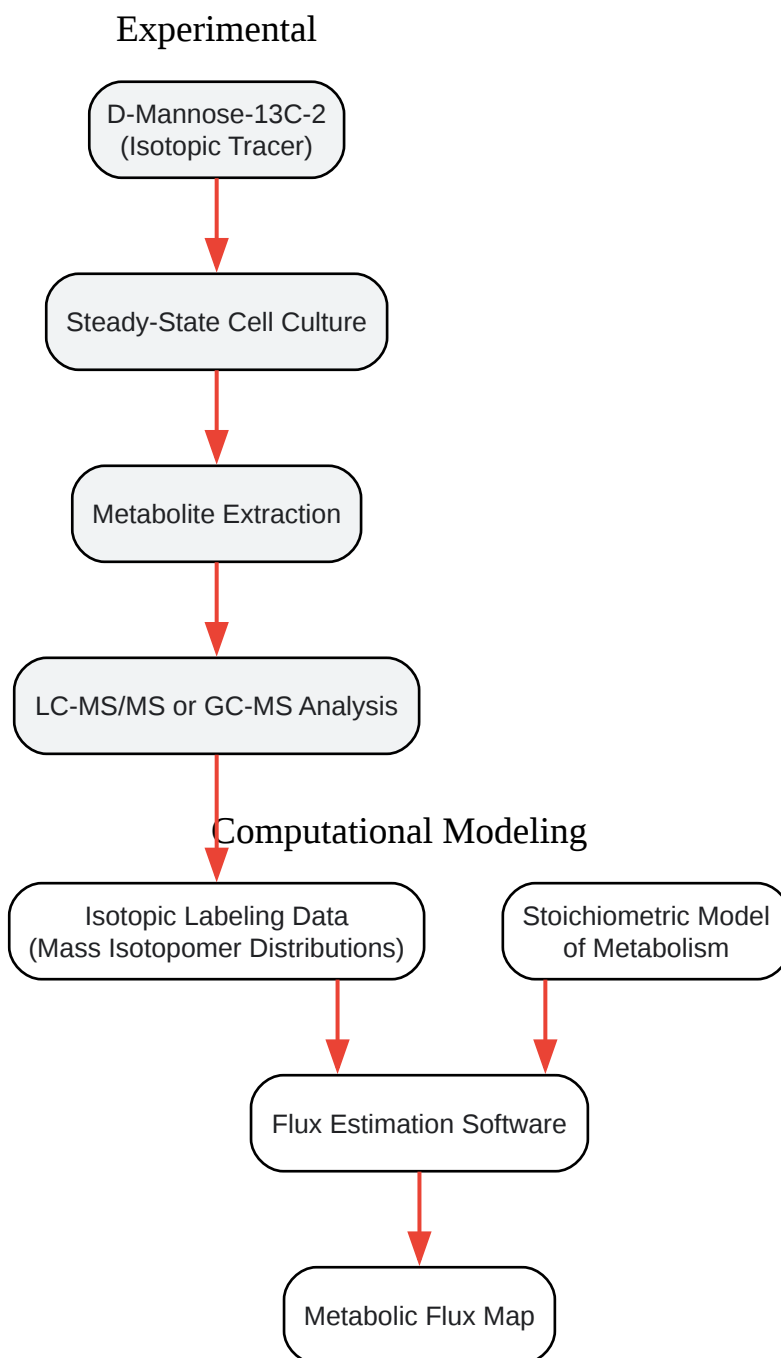 Experimental
D-Mannose-13C-2
(Isotopic Tracer)
Steady-State Cell Culture
Metabolite Extraction
LC-MS/MS or GC-MS Analysis
Computational Modeling
Isotopic Labeling Data
(Mass Isotopomer Distributions)
Stoichiometric Model
of Metabolism
Flux Estimation Software
Metabolic Flux Map